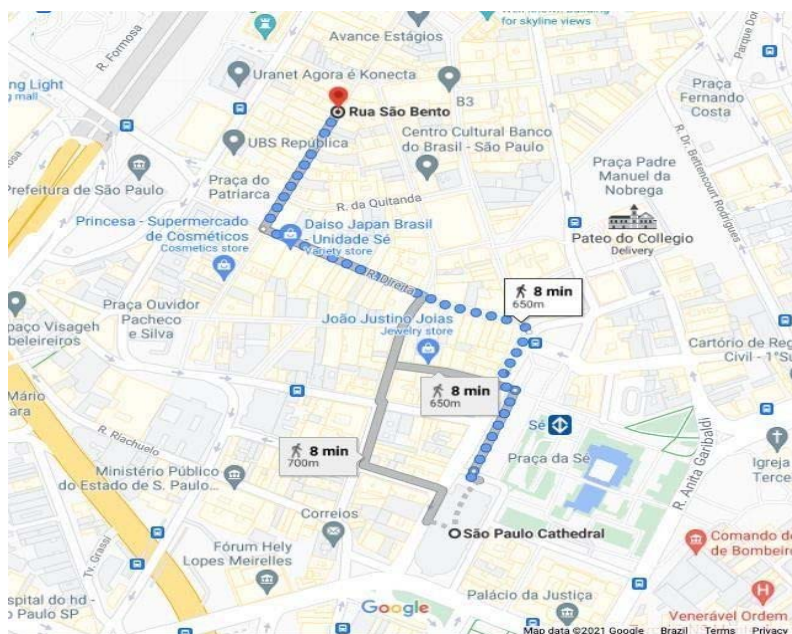 for skyline views
R. Formosa
Avance Estágios
Parque Dom
Uranet Agora é Konecta
B3
Praça
Fernando
Costa
ng Light
g mall
Rua São Bento
UBS República
Centro Cultural Banco
do Brasil - São Paulo
R. Dr. Bettencourt Rodrigues
Praça Padre
Manuel da
Nobrega
Prefeitura de São Paulo
Praça do
Patriarca
R. da Quitanda
Princesa - Supermercado
de Cosméticos
Cosmetics store
Daiso Japan Brasil
- Unidade Sé
Variety store
Pateo do Collegio
Delivery
R. Direita
8 min
650m
Praça Ouvidor
Pacheco
e Silva
João Justino Joias
Jewelry store
paço Visageh
beleireiros
Cartório de Reg
Civil - 1°Su
8 min
650m
Mário
ara
R. Riachuelo
8 min
700m
Sé
Praça da Sé
R. Anita Garibaldi
Igreja
Terce
Ministério Público
do Estado de S. Paulo...
Correios
São Paulo Cathedral
Comando do
de Bombeiro
Fórum Hely
Lopes Meirelles
Tv. Grassi
Palácio da Justiça
spital do hd -
o Paulo SP
Google
Venerável Ordem
Map data ©2021 Google Brazil Terms Privacy